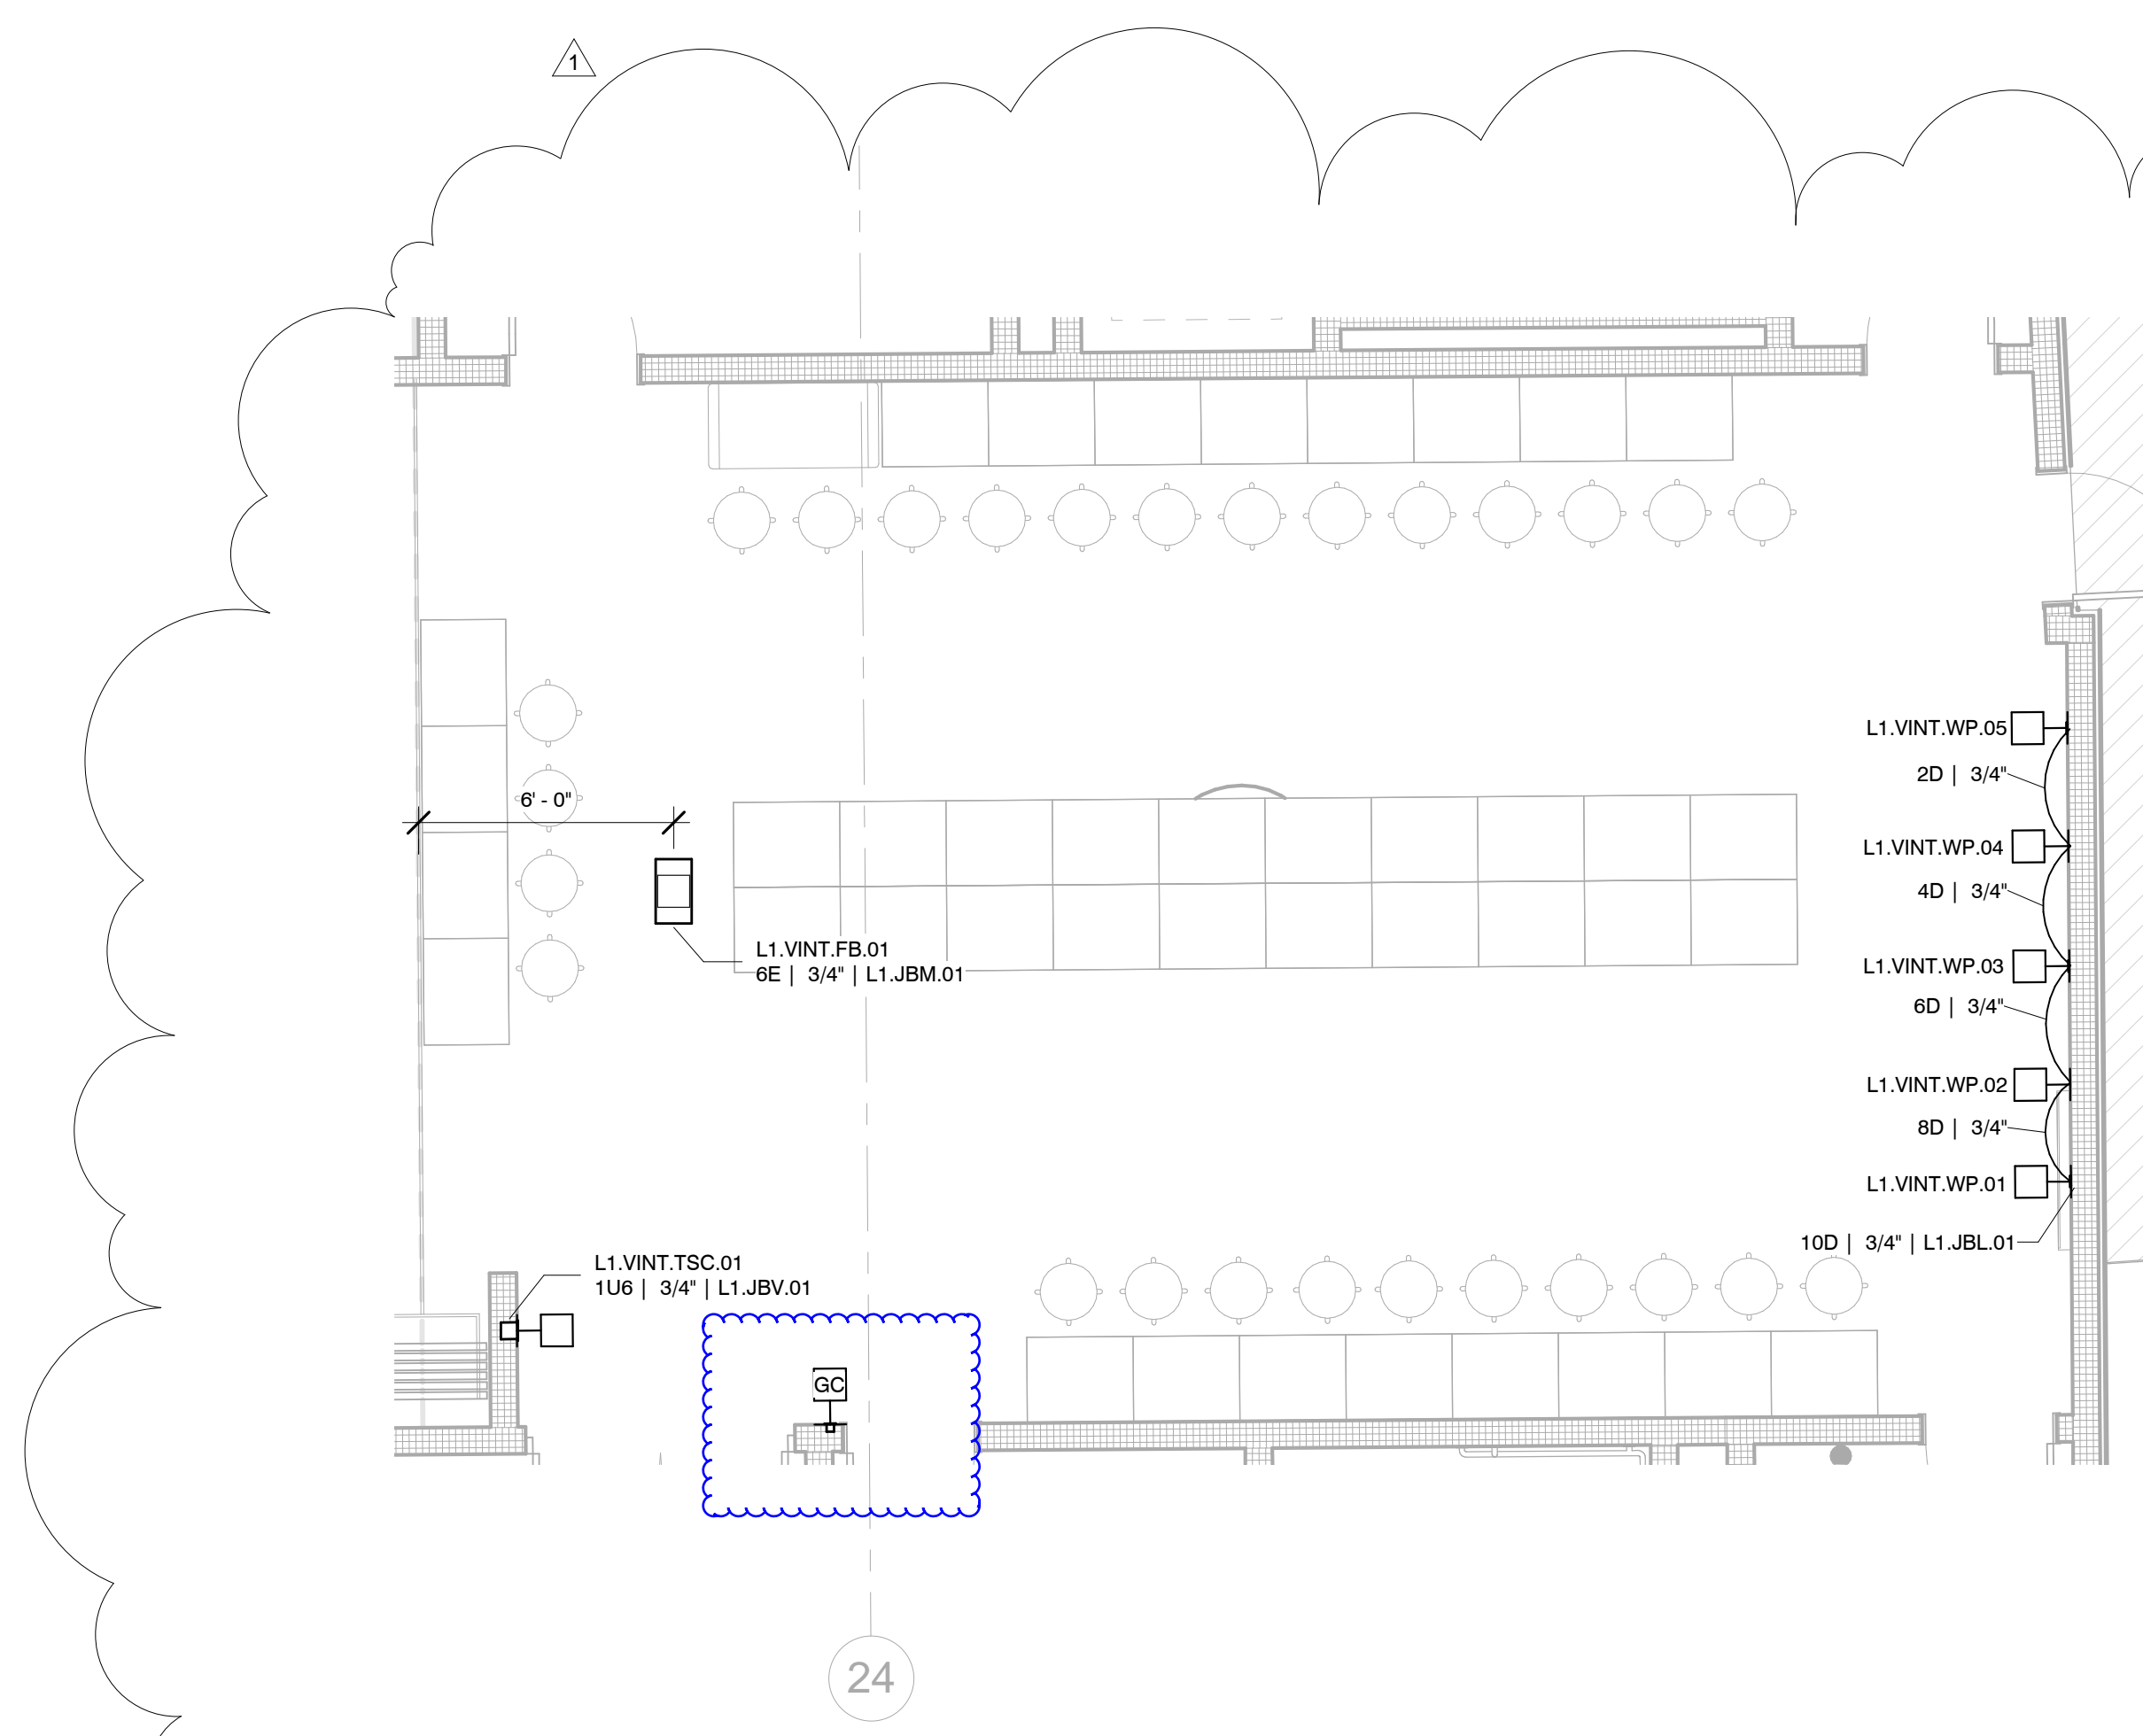 1
L1.VINT.WP.05
2D | 3/4"
6' - 0"
L1.VINT.WP.04
4D | 3/4"
L1.VINT.FB.01
6E | 3/4" | L1.JBM.01
L1.VINT.WP.03
6D | 3/4"
L1.VINT.WP.02
8D | 3/4"
L1.VINT.WP.01
10D | 3/4" | L1.JBL.01
L1.VINT.TSC.01
1U6 | 3/4" | L1.JBV.01
GC
24